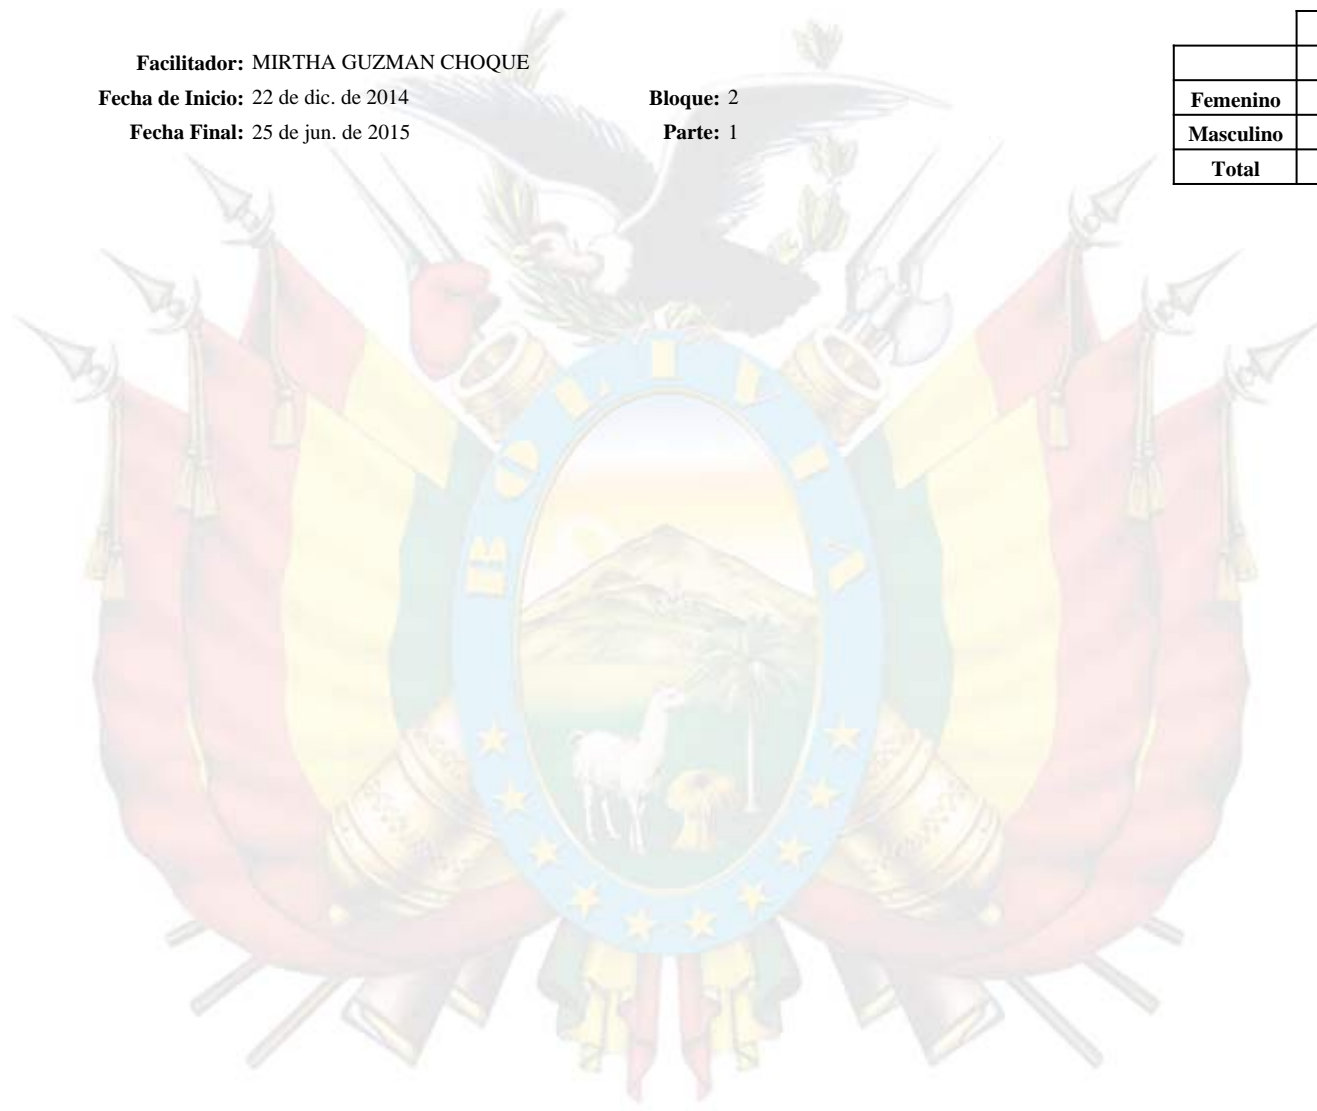 Facilitador: MIRTHA GUZMAN CHOQUE
Fecha de Inicio: 22 de dic. de 2014 Bloque: 2
Fecha Final: 25 de jun. de 2015 Parte: 1
Femenino
Masculino
Total
BOLIVIA